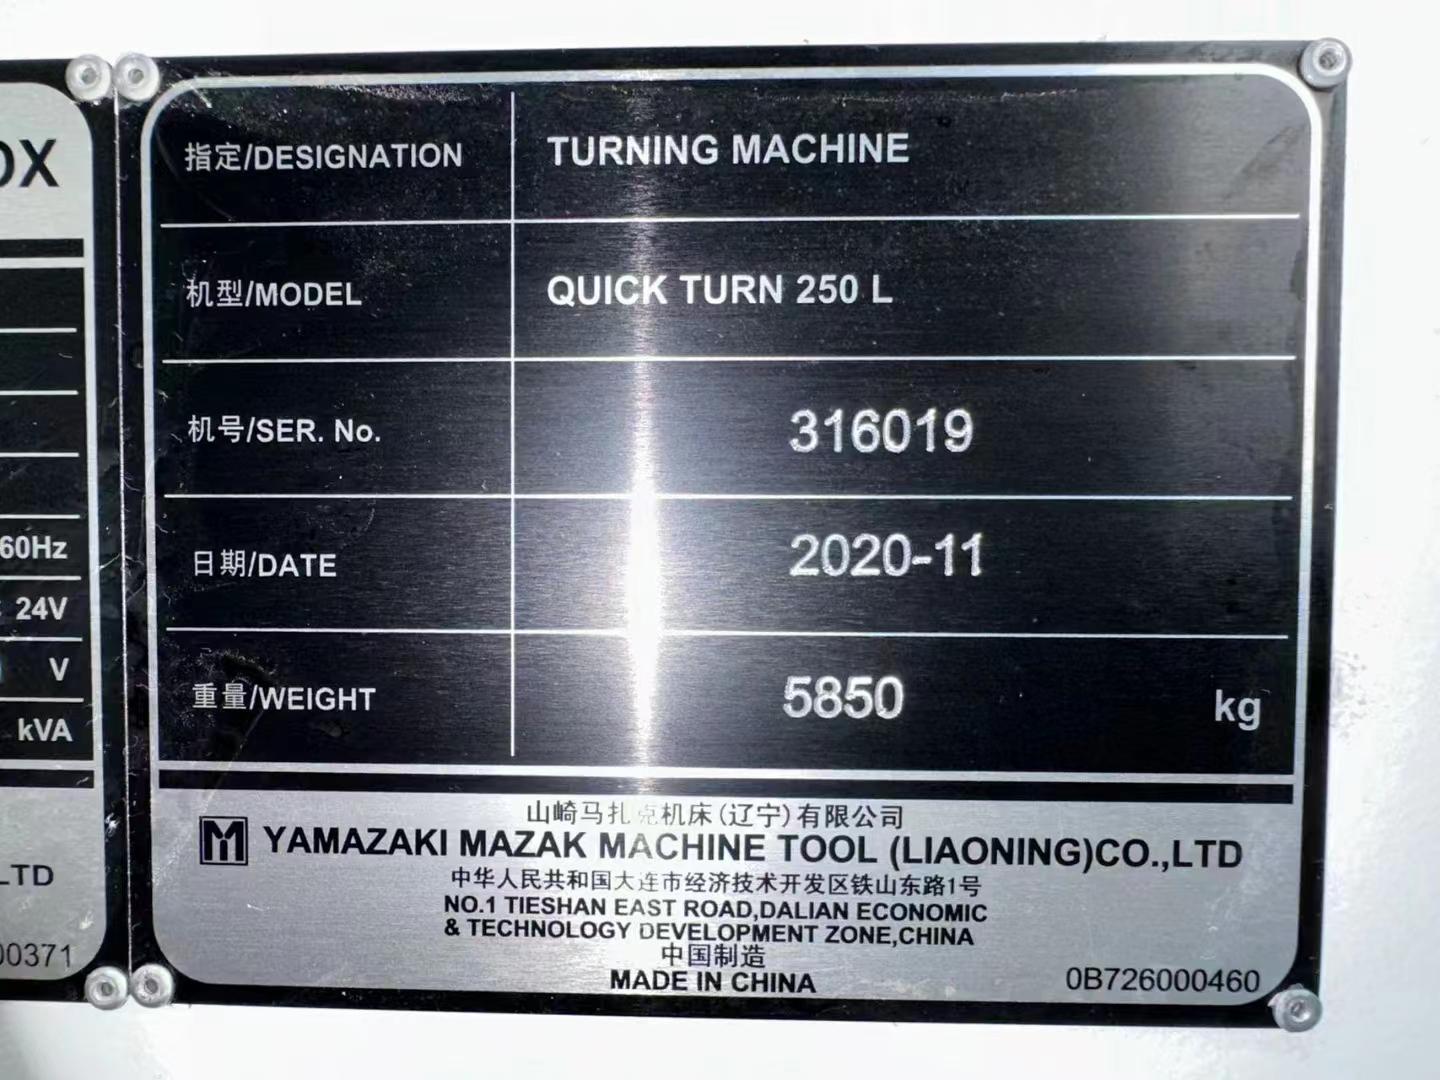 OX
60Hz
24V
V
kVA
LTD
00371
指定/DESIGNATION TURNING MACHINE
机型/MODEL QUICK TURN 250 L
机号/SER. No. 316019
日期/DATE 2020-11
重量/WEIGHT 5850 kg
山崎马扎克机床(辽宁)有限公司
YAMAZAKI MAZAK MACHINE TOOL (LIAONING)CO.,LTD
中华人民共和国大连市经济技术开发区铁山东路1号
NO.1 TIESHAN EAST ROAD,DALIAN ECONOMIC
& TECHNOLOGY DEVELOPMENT ZONE,CHINA
中国制造
MADE IN CHINA
0B726000460